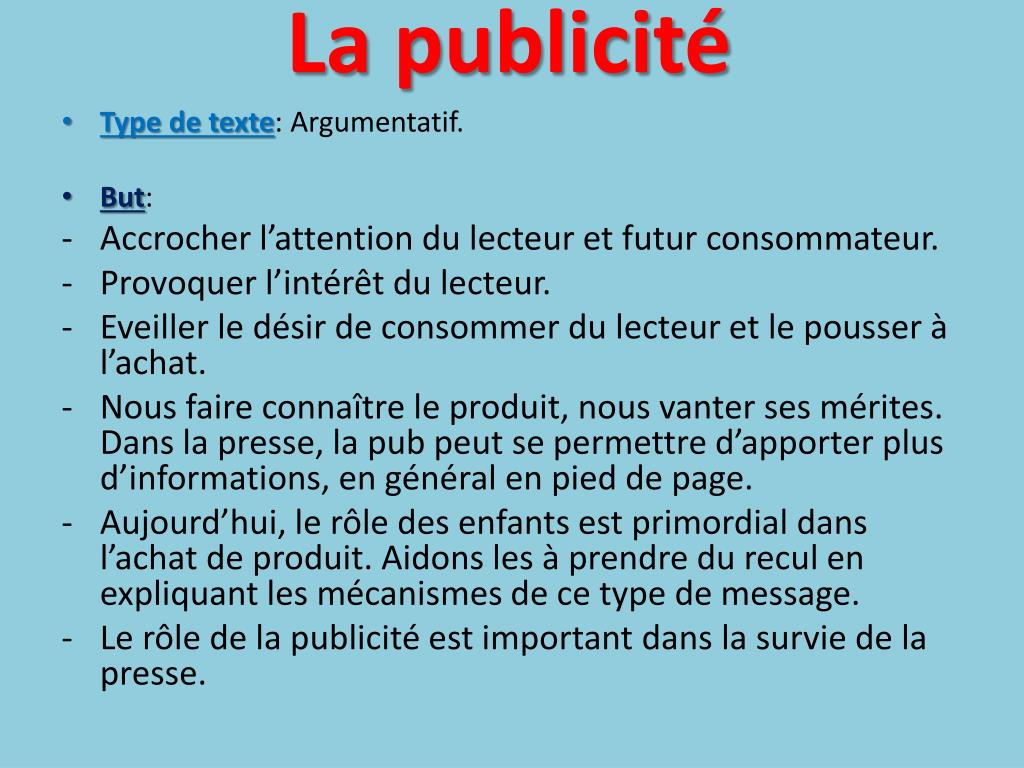 La publicité
• Type de texte: Argumentatif.
• But:
- Accrocher l’attention du lecteur et futur consommateur.
- Provoquer l’intérêt du lecteur.
- Eveiller le désir de consommer du lecteur et le pousser à
l’achat.
- Nous faire connaître le produit, nous vanter ses mérites.
Dans la presse, la pub peut se permettre d’apporter plus
d’informations, en général en pied de page.
- Aujourd’hui, le rôle des enfants est primordial dans
l’achat de produit. Aidons les à prendre du recul en
expliquant les mécanismes de ce type de message.
- Le rôle de la publicité est important dans la survie de la
presse.